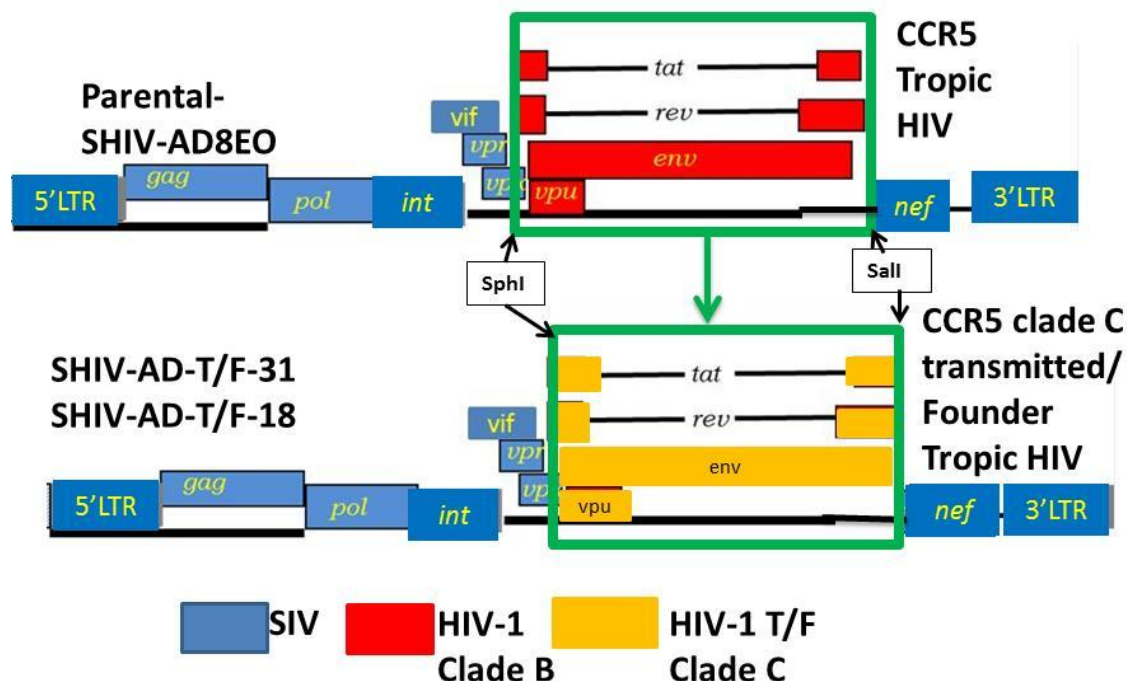 Parental-
SHIV-AD8EO
CCR5
Tropic
HIV
tat
rev
env
vpu
vif
vpr
gag
5'LTR
pol
int
nef
3'LTR
SphI
SalI
SHIV-AD-T/F-31
SHIV-AD-T/F-18
CCR5 clade C
transmitted/
Founder
Tropic HIV
tat
rev
env
vpu
vif
vpr
gag
5'LTR
pol
int
nef
3'LTR
SIV
HIV-1
Clade B
HIV-1 T/F
Clade C